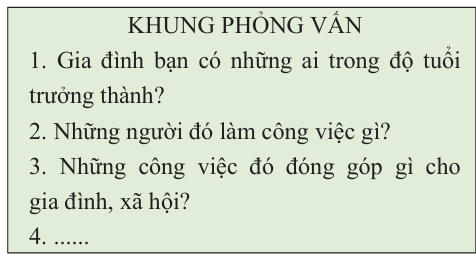 KHUNG PHỎNG VẤN
1. Gia đình bạn có những ai trong độ tuổi
trưởng thành?
2. Những người đó làm công việc gì?
3. Những công việc đó đóng góp gì cho
gia đình, xã hội?
4. ......